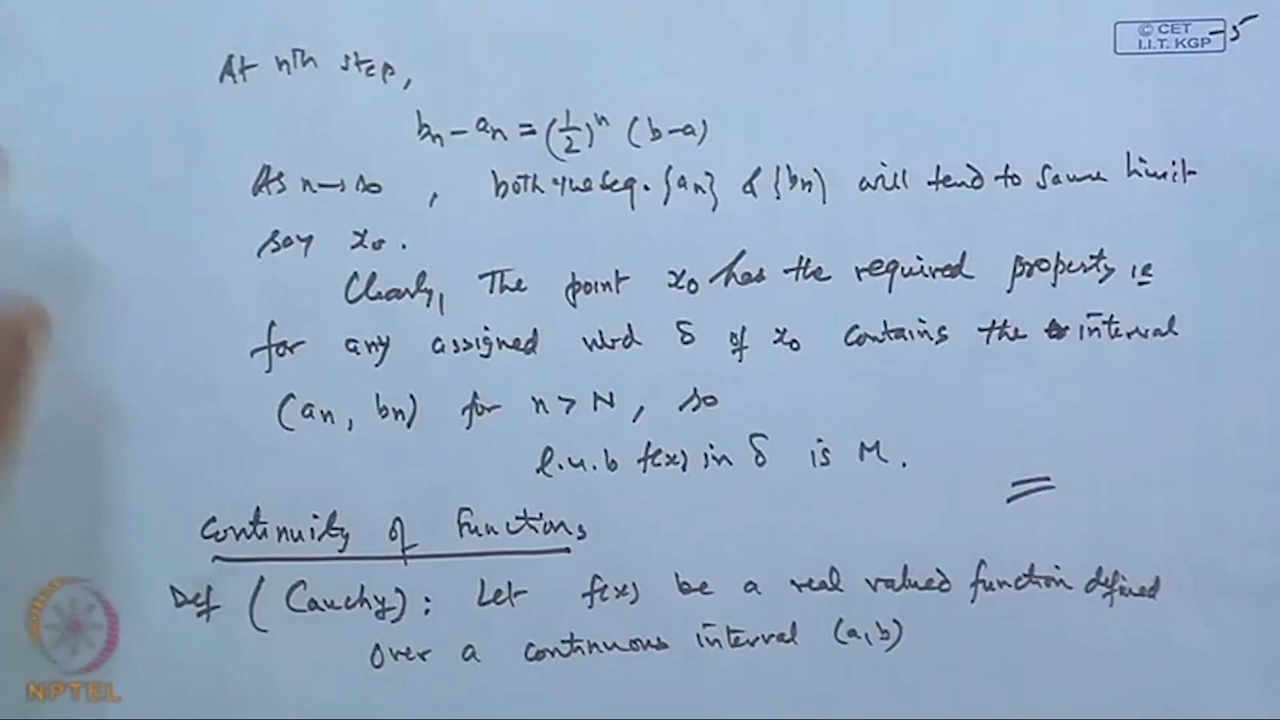 © CET
I.I.T. KGP
-5
At nth step,
bn - an = (1/2)^n (b-a)
As n→∞, both the seq. {an} & {bn} will tend to same limit
say x0.
Clearly, The point x0 has the required property ie
for any assigned nbd δ of x0 contains the interval
(an, bn) for n > N, so
l.u.b f(x) in δ is M.
Continuity of Functions
Def (Cauchy): Let f(x) be a real valued function defined
over a continuous interval (a,b)
NPTEL